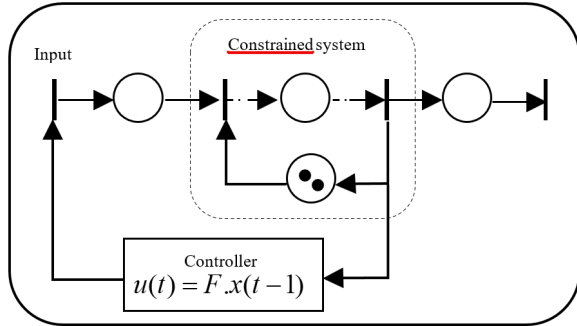 Constrained system
Input
Controller
u(t) = F.x(t−1)